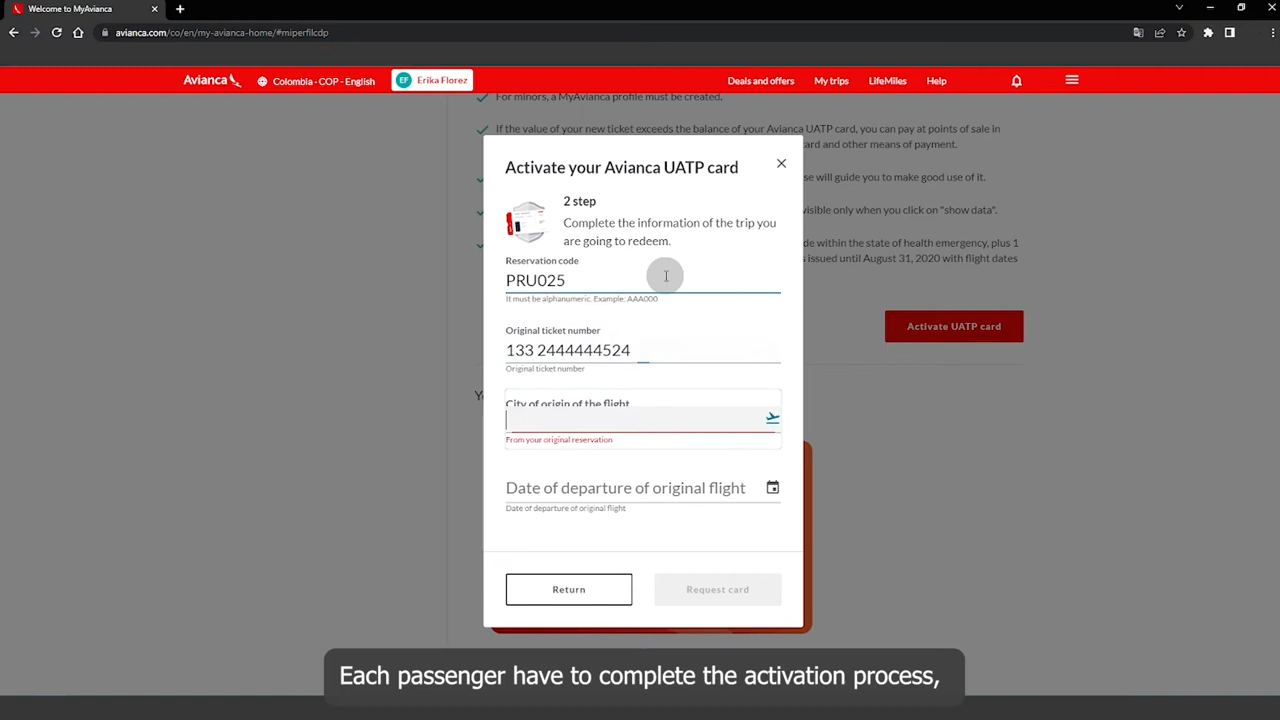 Welcome to MyAvianca
avianca.com/co/en/my-avianca-home/#miperfilcdp
Avianca
Colombia - COP - English
EF
Erika Florez
Deals and offers
My trips
LifeMiles
Help
For minors, a MyAvianca profile must be created.
If the value of your new ticket exceeds the balance of your Avianca UATP card, you can pay at points of sale in
ard and other means of payment.
se will guide you to make good use of it.
isible only when you click on "show data".
de within the state of health emergency, plus 1
issued until August 31, 2020 with flight dates
Activate UATP card
Activate your Avianca UATP card
2 step
Complete the information of the trip you
are going to redeem.
Reservation code
PRU025
It must be alphanumeric. Example: AAA000
Original ticket number
133 2444444524
Original ticket number
City of origin of the flight
From your original reservation
Date of departure of original flight
Date of departure of original flight
Return
Request card
Each passenger have to complete the activation process,